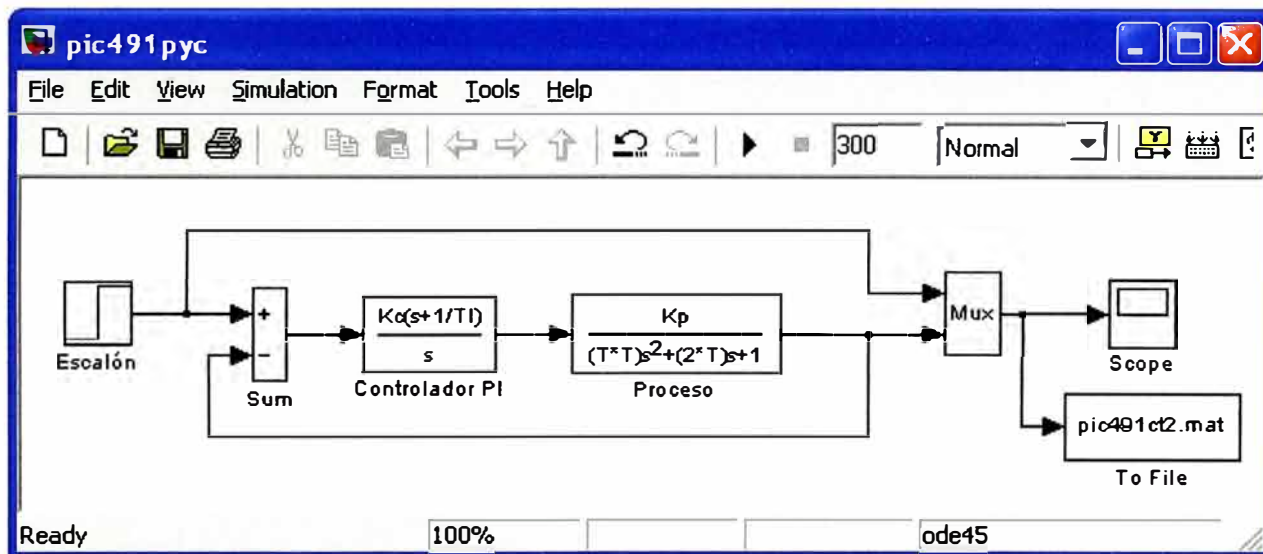 pic491pyc
File Edit View Simulation Format Tools Help
300 Normal
Escalón
+
−
Sum
Kc(s+1/TI)
s
Controlador PI
Kp
(T*T)s2+(2*T)s+1
Proceso
Mux
Scope
pic491ct2.mat
To File
Ready 100% ode45